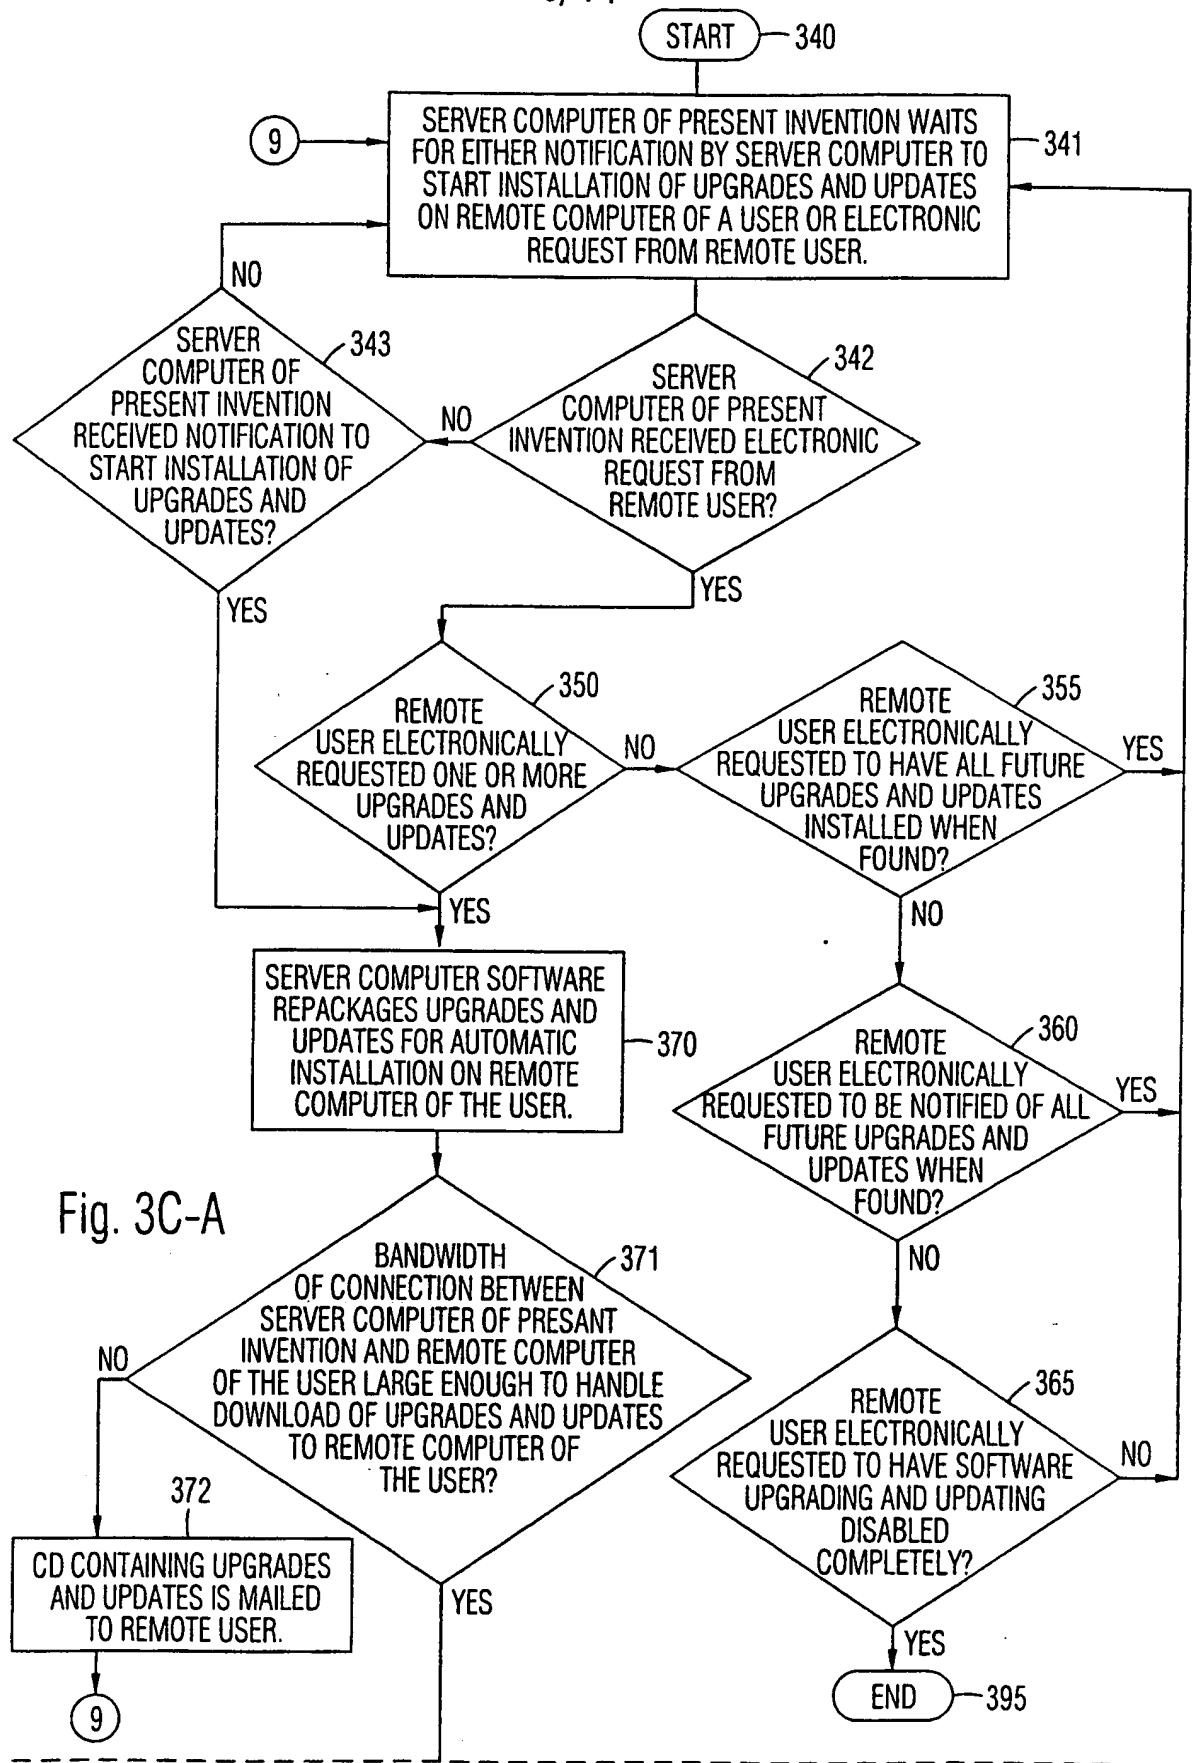 START
340
SERVER COMPUTER OF PRESENT INVENTION WAITS
FOR EITHER NOTIFICATION BY SERVER COMPUTER TO
START INSTALLATION OF UPGRADES AND UPDATES
ON REMOTE COMPUTER OF A USER OR ELECTRONIC
REQUEST FROM REMOTE USER.
341
9
NO
SERVER
COMPUTER OF
PRESENT INVENTION
RECEIVED NOTIFICATION TO
START INSTALLATION OF
UPGRADES AND
UPDATES?
343
YES
NO
SERVER
COMPUTER OF PRESENT
INVENTION RECEIVED ELECTRONIC
REQUEST FROM
REMOTE USER?
342
YES
REMOTE
USER ELECTRONICALLY
REQUESTED ONE OR MORE
UPGRADES AND
UPDATES?
350
NO
YES
REMOTE
USER ELECTRONICALLY
REQUESTED TO HAVE ALL FUTURE
UPGRADES AND UPDATES
INSTALLED WHEN
FOUND?
355
YES
NO
SERVER COMPUTER SOFTWARE
REPACKAGES UPGRADES AND
UPDATES FOR AUTOMATIC
INSTALLATION ON REMOTE
COMPUTER OF THE USER.
370
REMOTE
USER ELECTRONICALLY
REQUESTED TO BE NOTIFIED OF ALL
FUTURE UPGRADES AND
UPDATES WHEN
FOUND?
360
YES
NO
Fig. 3C-A
BANDWIDTH
OF CONNECTION BETWEEN
SERVER COMPUTER OF PRESANT
INVENTION AND REMOTE COMPUTER
OF THE USER LARGE ENOUGH TO HANDLE
DOWNLOAD OF UPGRADES AND UPDATES
TO REMOTE COMPUTER OF
THE USER?
371
NO
YES
REMOTE
USER ELECTRONICALLY
REQUESTED TO HAVE SOFTWARE
UPGRADING AND UPDATING
DISABLED
COMPLETELY?
365
NO
YES
372
CD CONTAINING UPGRADES
AND UPDATES IS MAILED
TO REMOTE USER.
9
END
395